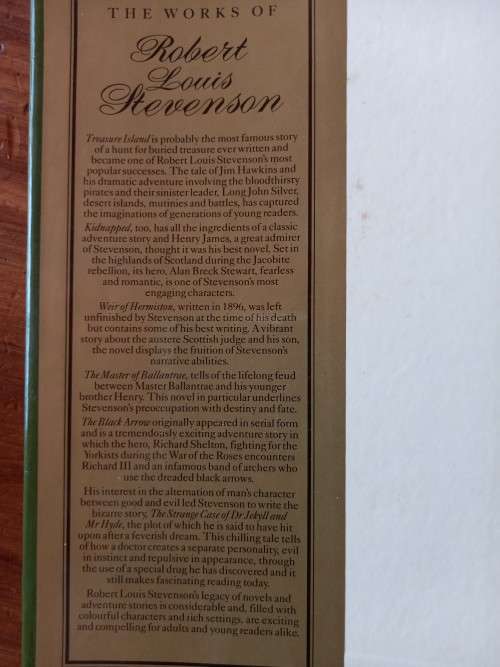 THE WORKS OF
Robert
Louis
Stevenson
Treasure Island is probably the most famous story
of a hunt for buried treasure ever written and
became one of Robert Louis Stevenson's most
popular successes. The tale of Jim Hawkins and
his dramatic adventure involving the bloodthirsty
pirates and their sinister leader, Long John Silver,
desert islands, mutinies and battles, has captured
the imaginations of generations of young readers.
Kidnapped, too, has all the ingredients of a classic
adventure story and Henry James, a great admirer
of Stevenson, thought it was his best novel. Set in
the highlands of Scotland during the Jacobite
rebellion, its hero, Alan Breck Stewart, fearless
and romantic, is one of Stevenson's most
engaging characters.
Weir of Hermiston, written in 1896, was left
unfinished by Stevenson at the time of his death
but contains some of his best writing. A vibrant
story about the austere Scottish judge and his son,
the novel displays the fruition of Stevenson's
narrative abilities.
The Master of Ballantrae, tells of the lifelong feud
between Master Ballantrae and his younger
brother Henry. This novel in particular underlines
Stevenson's preoccupation with destiny and fate.
The Black Arrow originally appeared in serial form
and is a tremendously exciting adventure story in
which the hero, Richard Shelton, fighting for the
Yorkists during the War of the Roses encounters
Richard III and an infamous band of archers who
use the dreaded black arrows.
His interest in the alternation of man's character
between good and evil led Stevenson to write the
bizarre story, The Strange Case of Dr Jekyll and
Mr Hyde, the plot of which he is said to have hit
upon after a feverish dream. This chilling tale tells
of how a doctor creates a separate personality, evil
in instinct and repulsive in appearance, through
the use of a special drug he has discovered and it
still makes fascinating reading today.
Robert Louis Stevenson's legacy of novels and
adventure stories is considerable and, filled with
colourful characters and rich settings, are exciting
and compelling for adults and young readers alike.